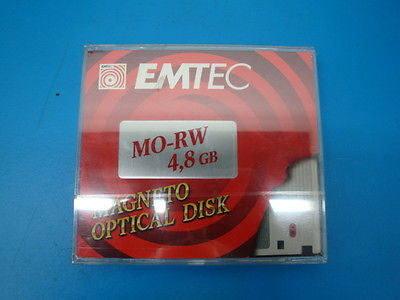 EMTEC
MO-RW
4,8 GB
MAGNETO
OPTICAL DISK